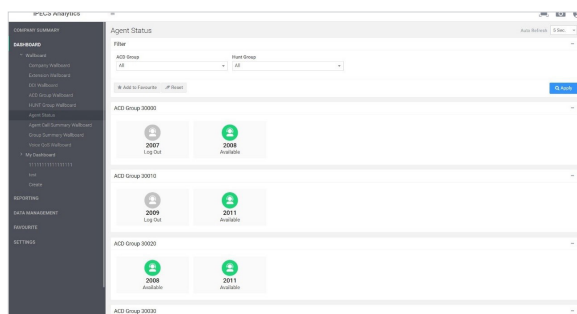 iPECS Analytics
COMPANY SUMMARY
DASHBOARD
Wallboard
Company Wallboard
Extension Wallboard
DDI Wallboard
ACD Group Wallboard
HUNT Group Wallboard
Agent Status
Agent Call Summary Wallboard
Group Summary Wallboard
Voice QoS Wallboard
My Dashboard
test
Create
REPORTING
DATA MANAGEMENT
FAVOURITE
SETTINGS
Agent Status
Auto Refresh 5 Sec.
Filter
ACD Group Hunt Group
All All
Add to Favourite Reset
Apply
ACD Group 30000
2007 2008
Log Out Available
ACD Group 30010
2009 2011
Log Out Available
ACD Group 30020
2008 2011
Available Available
ACD Group 30030